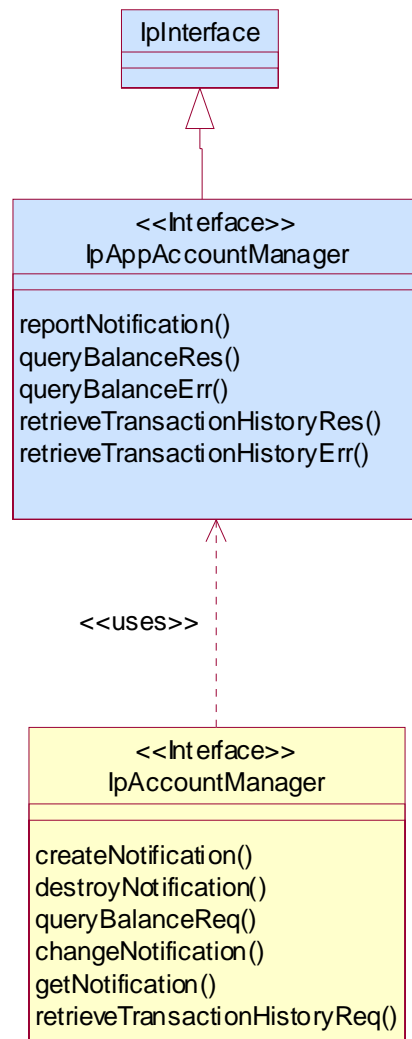 IpInterface
<<Interface>>
IpAppAccountManager
reportNotification()
queryBalanceRes()
queryBalanceErr()
retrieveTransactionHistoryRes()
retrieveTransactionHistoryErr()
<<uses>>
<<Interface>>
IpAccountManager
createNotification()
destroyNotification()
queryBalanceReq()
changeNotification()
getNotification()
retrieveTransactionHistoryReq()